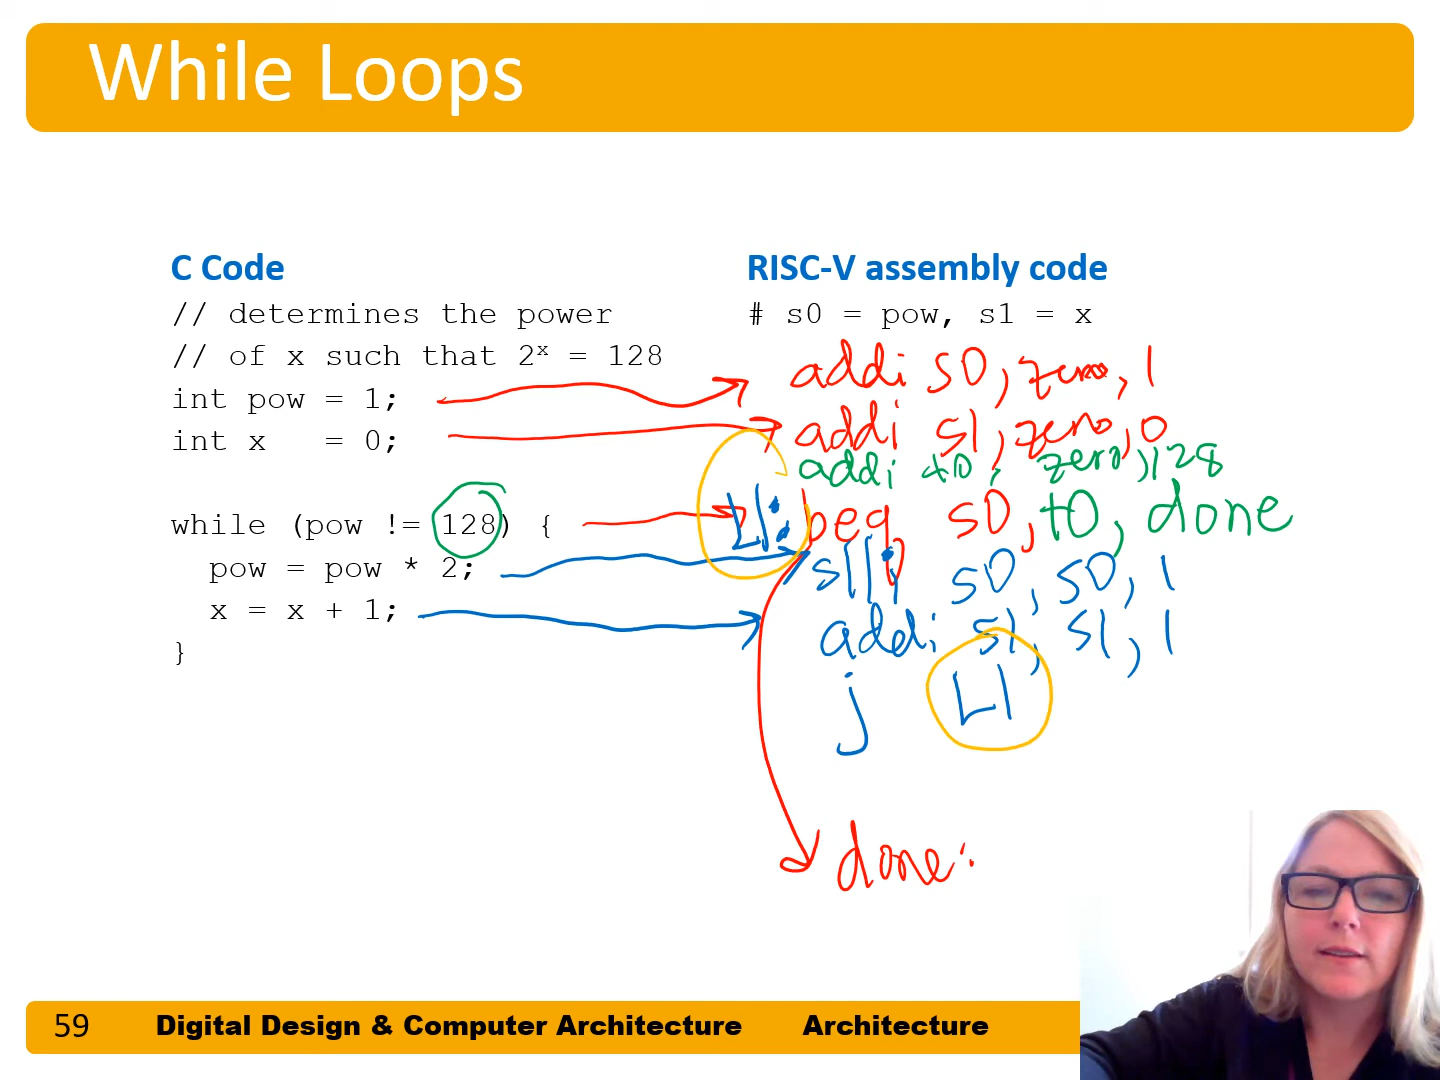 While Loops
C Code
// determines the power
// of x such that 2ˣ = 128
int pow = 1;
int x   = 0;
while (pow != 128) {
  pow = pow * 2;
  x = x + 1;
}
RISC-V assembly code
# s0 = pow, s1 = x
addi s0, zero, 1
addi s1, zero, 0
addi t0, zero, 128
L1: beq s0, t0, done
slli s0, s0, 1
addi s1, s1, 1
j L1
done:
59 Digital Design & Computer Architecture Architecture